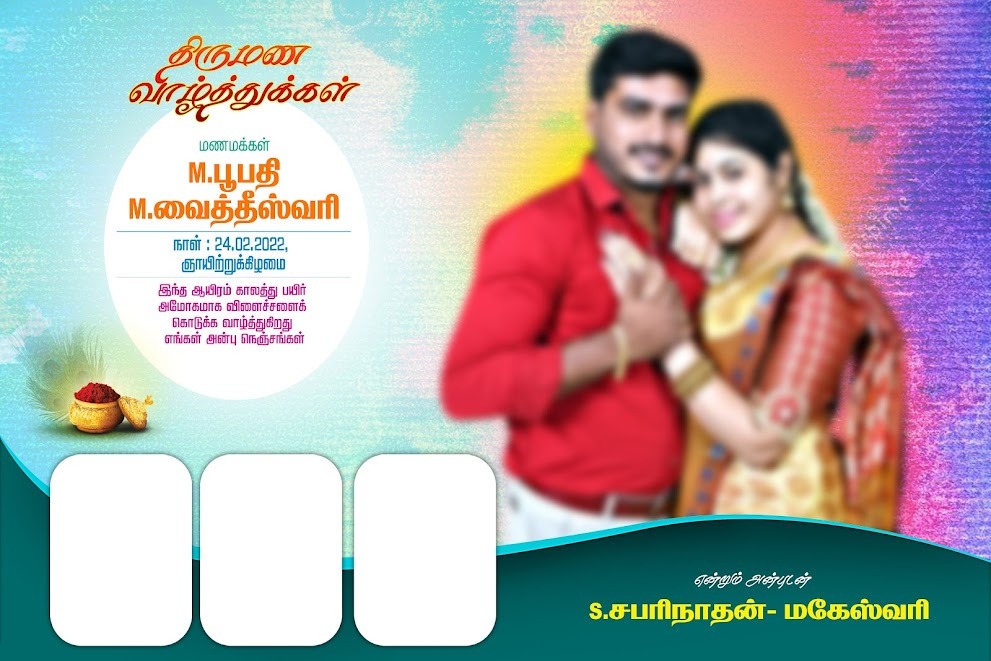 திருமண
வாழ்த்துக்கள்
மணமக்கள்
M.பூபதி
M.வைத்தீஸ்வரி
நாள் : 24.02.2022,
ஞாயிற்றுக்கிழமை
இந்த ஆயிரம் காலத்து பயிர்
அமோகமாக விளைச்சளைக்
கொடுக்க வாழ்த்துகிறது
எங்கள் அன்பு நெஞ்சங்கள்
என்றும் அன்புடன்
S.சபரிநாதன்- மகேஸ்வரி